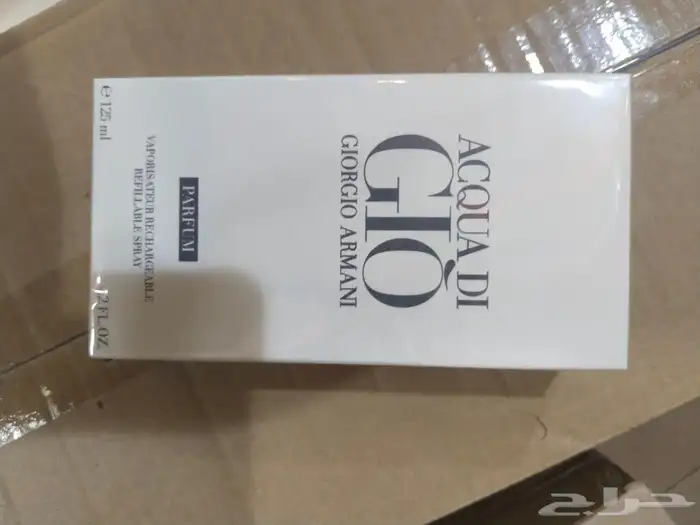 ACQUA DI
GIÒ
GIORGIO ARMANI
PARFUM
VAPORISATEUR RECHARGEABLE
REFILLABLE SPRAY
e 125 ml
4.2 FL.OZ.
حراج